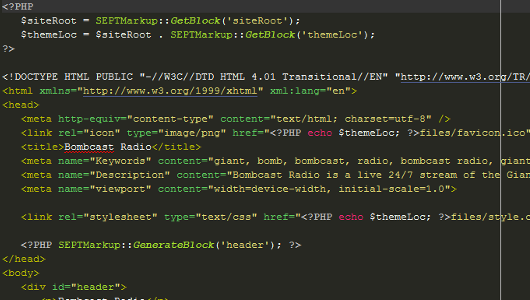 <?PHP
$siteRoot = SEPTMarkup::GetBlock('siteRoot');
$themeLoc = $siteRoot . SEPTMarkup::GetBlock('themeLoc');
?>
<!DOCTYPE HTML PUBLIC "-//W3C//DTD HTML 4.01 Transitional//EN" "http://www.w3.org/TR/
<html xmlns="http://www.w3.org/1999/xhtml" xml:lang="en">
<head>
<meta http-equiv="content-type" content="text/html; charset=utf-8" />
<link rel="icon" type="image/png" href="<?PHP echo $themeLoc; ?>files/favicon.ico"
<title>Bombcast Radio</title>
<meta name="Keywords" content="giant, bomb, bombcast, radio, bombcast radio, giant
<meta name="Description" content="Bombcast Radio is a live 24/7 stream of the Gian
<meta name="viewport" content="width=device-width, initial-scale=1.0">
<link rel="stylesheet" type="text/css" href="<?PHP echo $themeLoc; ?>files/style.c
<?PHP SEPTMarkup::GenerateBlock('header'); ?>
</head>
<body>
<div id="header">
<p>Bombcast Radio</p>